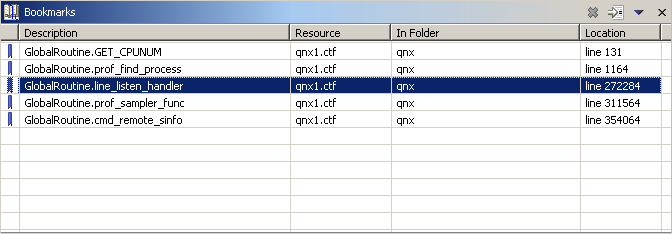 Bookmarks
Description Resource In Folder Location
GlobalRoutine.GET_CPUNUM qnx1.ctf qnx line 131
GlobalRoutine.prof_find_process qnx1.ctf qnx line 1164
GlobalRoutine.line_listen_handler qnx1.ctf qnx line 272284
GlobalRoutine.prof_sampler_func qnx1.ctf qnx line 311564
GlobalRoutine.cmd_remote_sinfo qnx1.ctf qnx line 354064